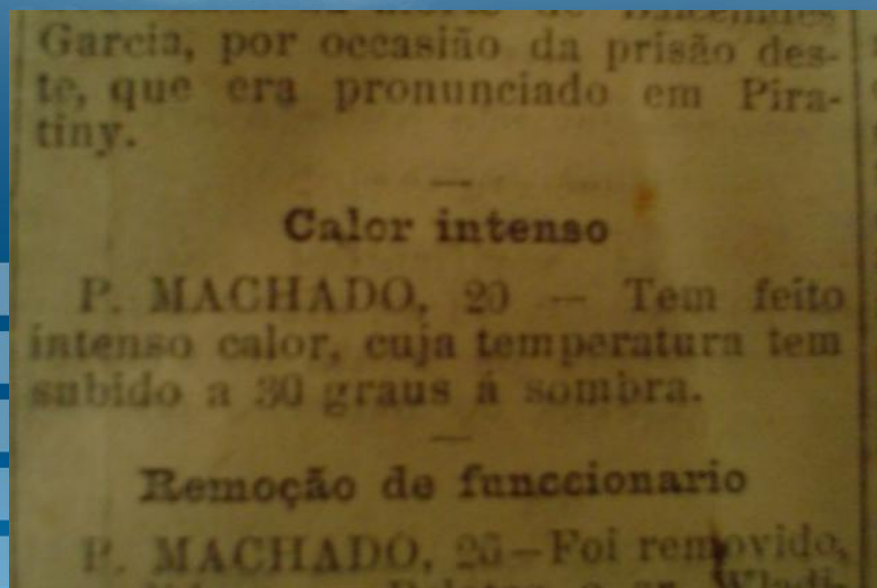 de
Garcia, por occasião da prisão des-
te, que era pronunciado em Pira-
tiny.
Calor intenso
P. MACHADO, 20 — Tem feito
intenso calor, cuja temperatura tem
subido a 30 graus á sombra.
Remoção de funccionario
P. MACHADO, — Foi removido,